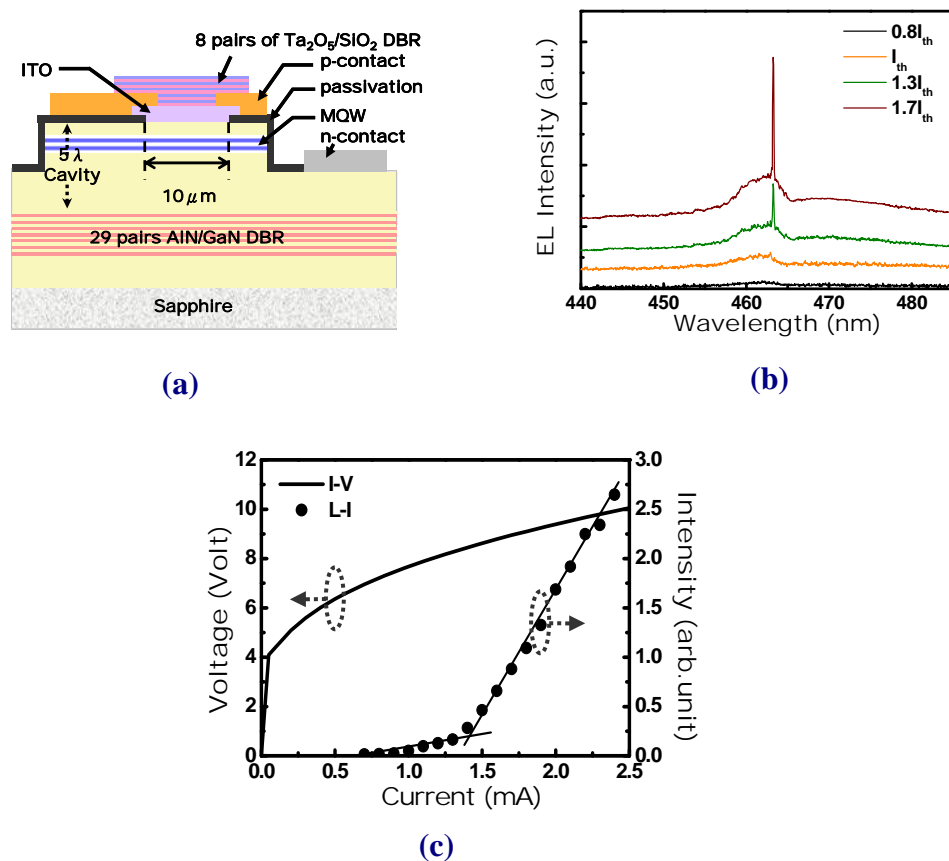 8 pairs of Ta₂O₅/SIO₂ DBR
ITO
p-contact
passivation
MQW
n-contact
5λ
Cavity
10μm
29 pairs AIN/GaN DBR
Sapphire
(a)
EL Intensity (a.u.)
0.8Iₜₕ
Iₜₕ
1.3Iₜₕ
1.7Iₜₕ
440 450 460 470 480
Wavelength (nm)
(b)
Voltage (Volt)
12
10
8
6
4
2
0
I-V
L-I
3.0
2.5
2.0
1.5
1.0
0.5
0.0
Intensity (arb.unit)
0.0 0.5 1.0 1.5 2.0 2.5
Current (mA)
(c)